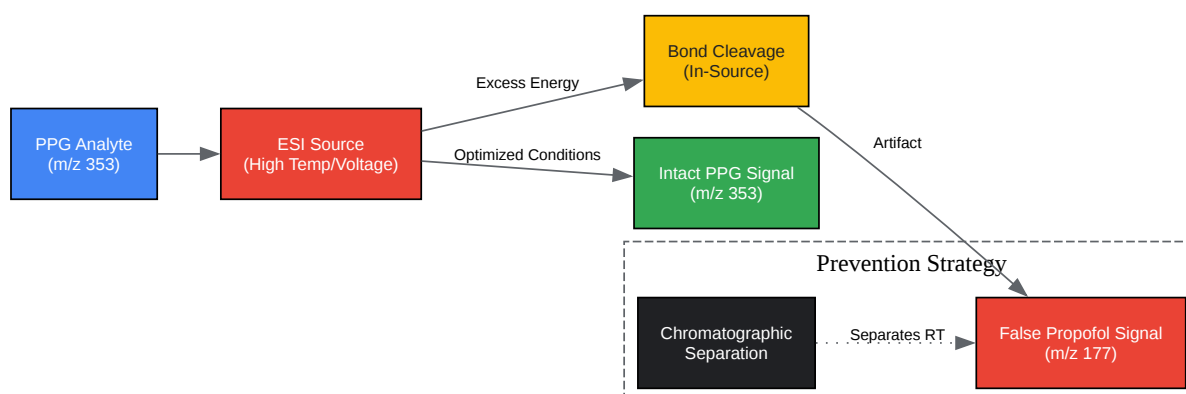 PPG Analyte
(m/z 353)
ESI Source
(High Temp/Voltage)
Excess Energy
Optimized Conditions
Bond Cleavage
(In-Source)
Intact PPG Signal
(m/z 353)
Artifact
Prevention Strategy
Chromatographic
Separation
Separates RT
False Propofol Signal
(m/z 177)